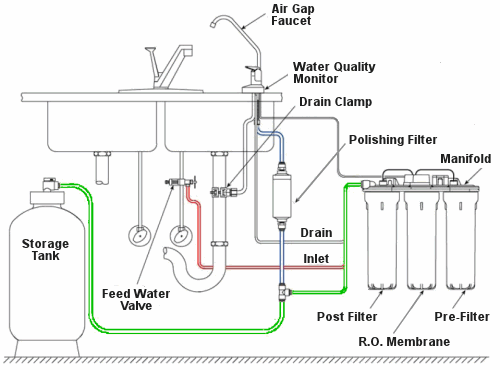 Air Gap
Faucet
Water Quality
Monitor
Drain Clamp
Polishing Filter
Manifold
Storage
Tank
Feed Water
Valve
Drain
Inlet
Post Filter
Pre-Filter
R.O. Membrane